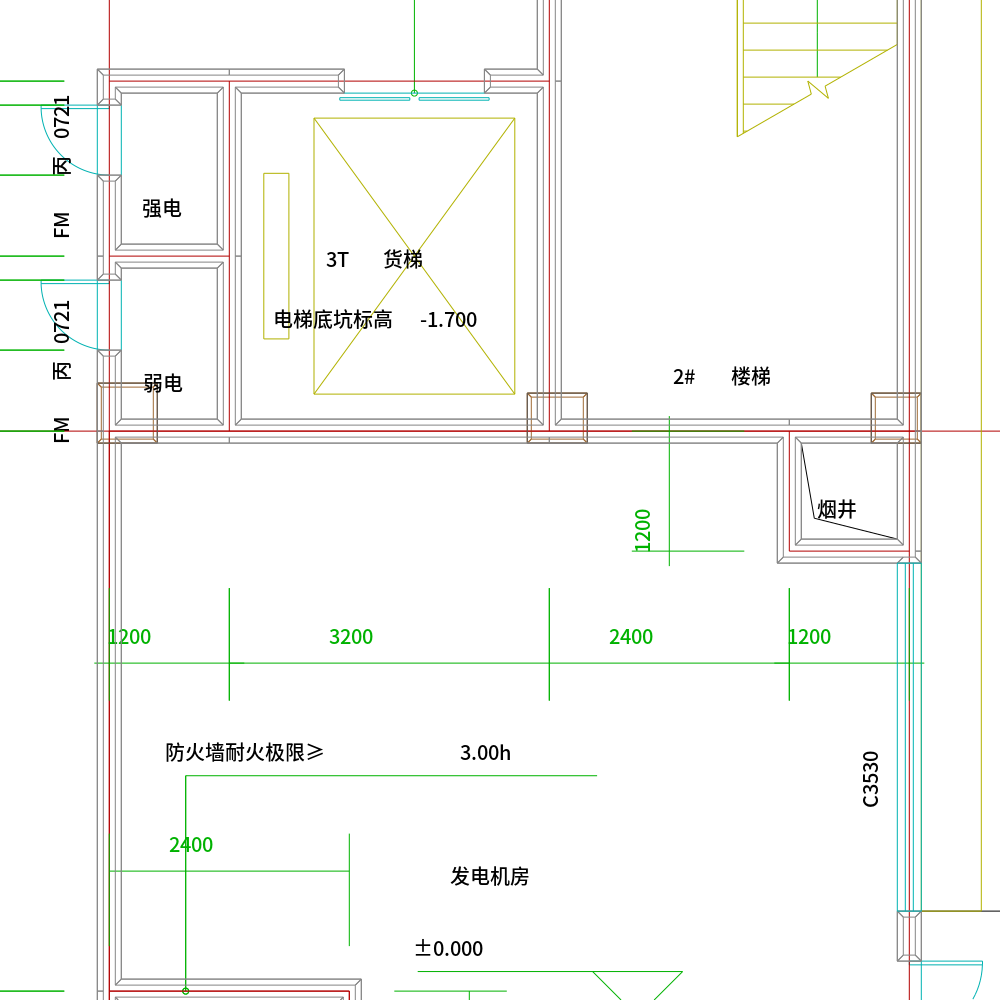 FM 丙 0721
强电
3T 货梯
电梯底坑标高 -1.700
FM 丙 0721
弱电
2# 楼梯
烟井
1200
1200 3200 2400 1200
防火墙耐火极限≥ 3.00h
C3530
2400
发电机房
±0.000